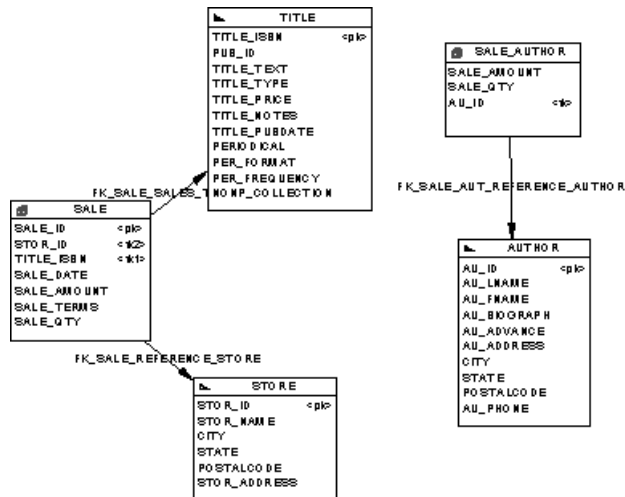 TITLE
TITLE_ISBN <pk>
PUB_ID
TITLE_TEXT
TITLE_TYPE
TITLE_PRICE
TITLE_NOTES
TITLE_PUBDATE
PERIODICAL
PER_FORMAT
PER_FREQUENCY
NONP_COLLECTION
SALE_AUTHOR
SALE_AMOUNT
SALE_QTY
AU_ID <fk>
FK_SALE_SALES_T
FK_SALE_AUT_REFERENCE_AUTHOR
SALE
SALE_ID <pk>
STOR_ID <fk2>
TITLE_ISBN <fk1>
SALE_DATE
SALE_AMOUNT
SALE_TERMS
SALE_QTY
AUTHOR
AU_ID <pk>
AU_LNAME
AU_FNAME
AU_BIOGRAPH
AU_ADVANCE
AU_ADDRESS
CITY
STATE
POSTALCODE
AU_PHONE
FK_SALE_REFERENCE_STORE
STORE
STOR_ID <pk>
STOR_NAME
CITY
STATE
POSTALCODE
STOR_ADDRESS